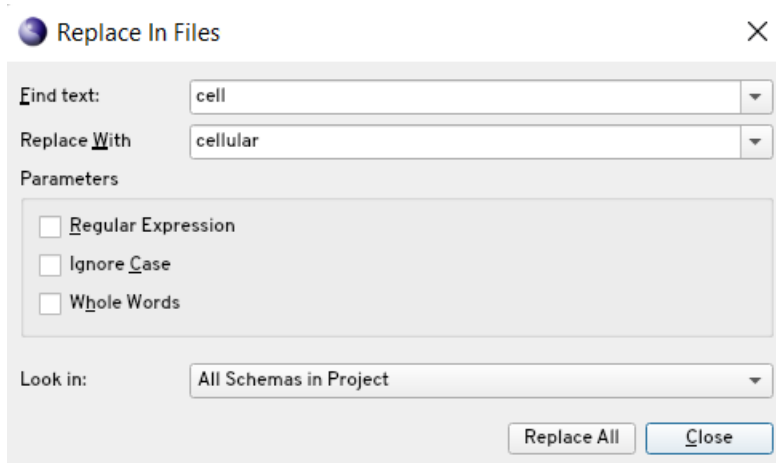 Replace In Files
Find text: cell
Replace With cellular
Parameters
Regular Expression
Ignore Case
Whole Words
Look in: All Schemas in Project
Replace All Close